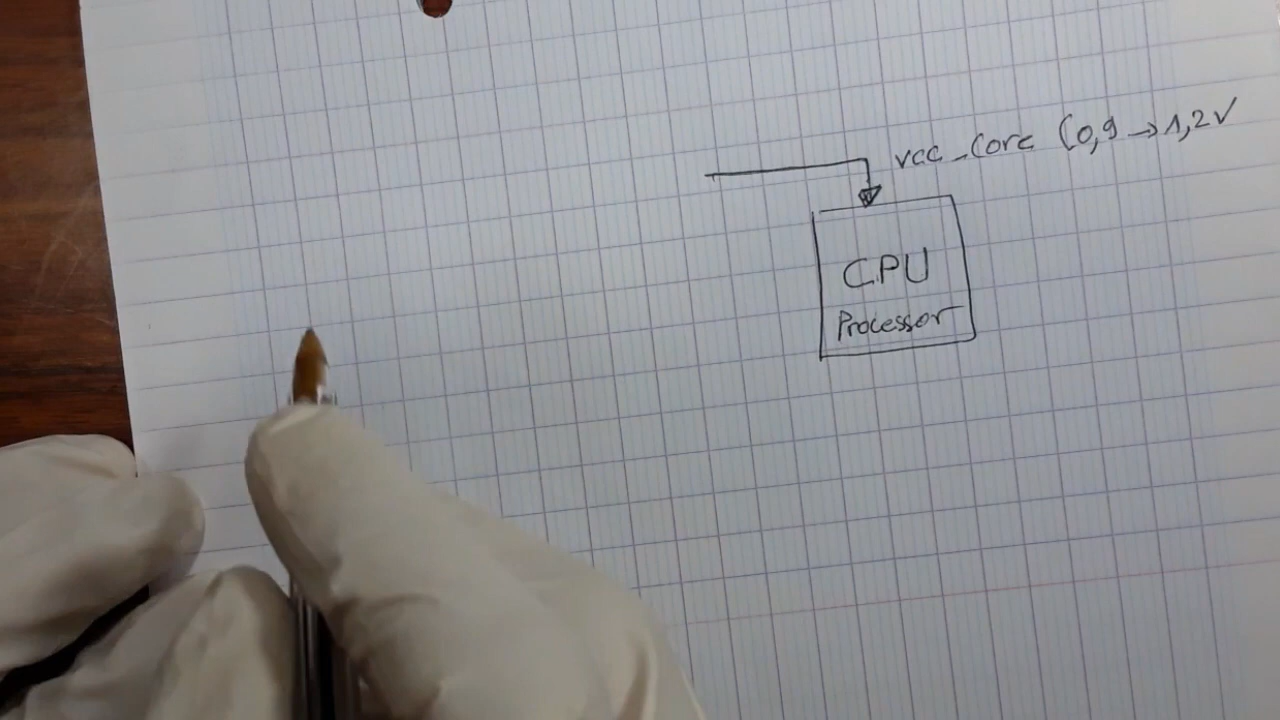 vcc_Core (0,9 → 1,2V
CPU
Processor